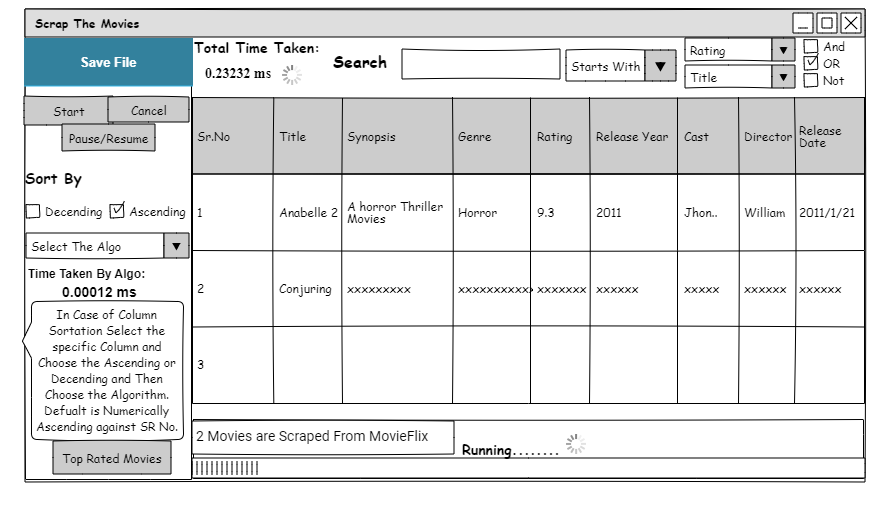 Scrap The Movies
Save File
Total Time Taken:
0.23232 ms
Search
Starts With
Rating
Title
And
OR
Not
Start
Cancel
Pause/Resume
Sort By
Decending
Ascending
Select The Algo
Time Taken By Algo:
0.00012 ms
In Case of Column
Sortation Select the
specific Column and
Choose the Ascending or
Decending and Then
Choose the Algorithm.
Defualt is Numerically
Ascending against SR No.
Top Rated Movies
Sr.No Title Synopsis Genre Rating Release Year Cast Director Release
Date
1 Anabelle 2 A horror Thriller
Movies
Horror 9.3 2011 Jhon.. William 2011/1/21
2 Conjuring xxxxxxxxx xxxxxxxxxx xxxxxxx xxxxxx xxxxx xxxxxx xxxxxx
3
2 Movies are Scraped From MovieFlix
Running........